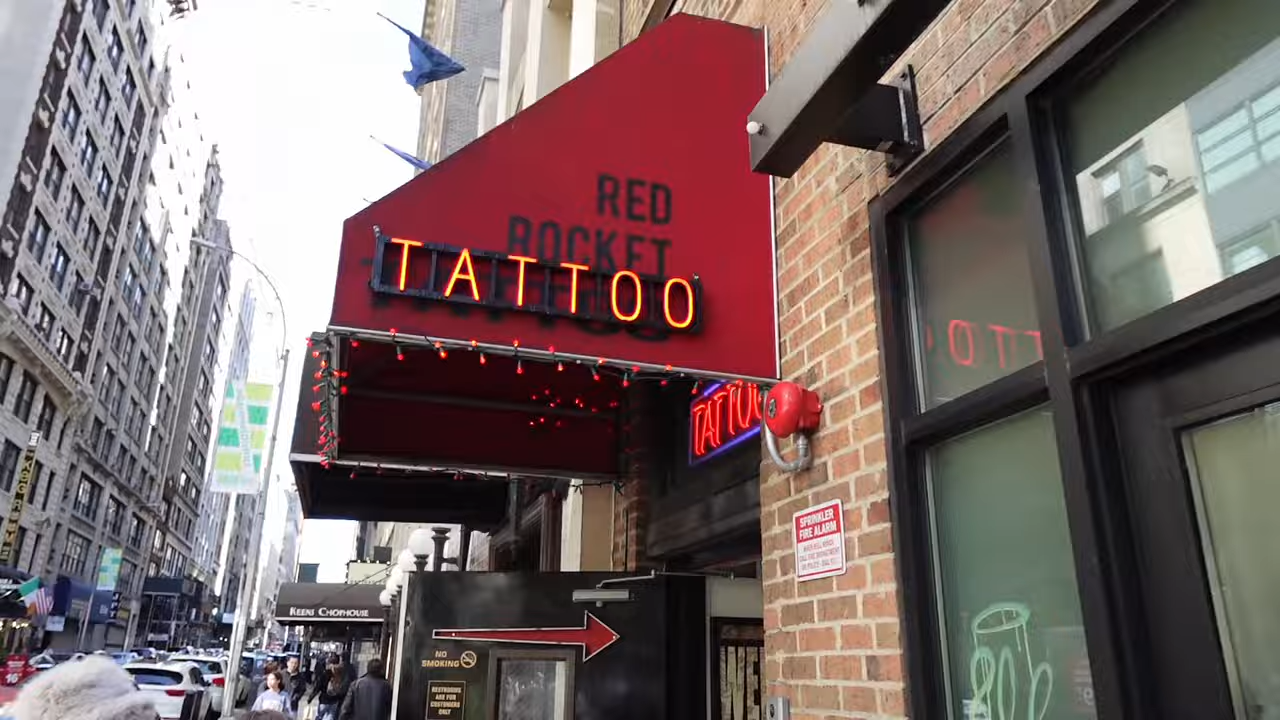 RED
ROCKET
TATTOO
TATTOO
SPRINKLER
FIRE ALARM
KEENS CHOPHOUSE
NO
SMOKING
RESTROOMS
ARE FOR
CUSTOMERS
ONLY